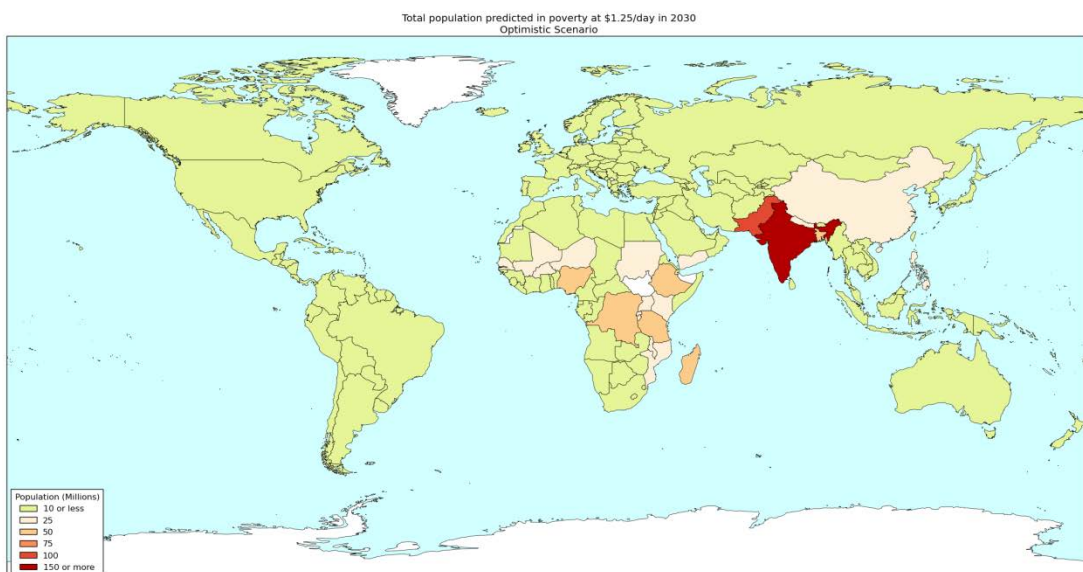 Total population predicted in poverty at $1.25/day in 2030
Optimistic Scenario
Population (Millions)
10 or less
25
50
75
100
150 or more